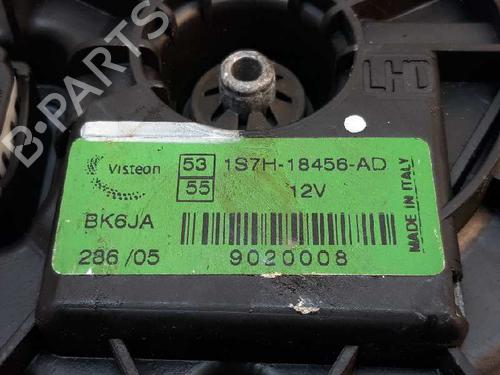 B-PARTS
LHD
Visteon
53
55
1S7H-18456-AD
12V
BK6JA
286/05
9020008
MADE IN ITALY